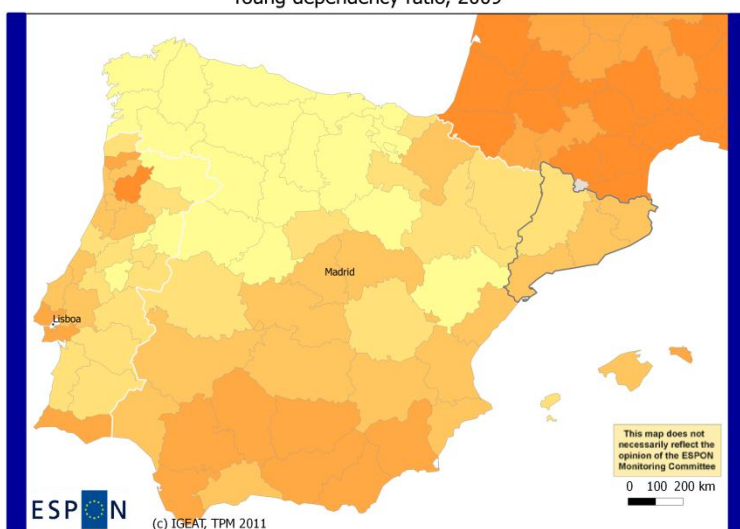 Young dependency ratio, 2009
Madrid
Lisboa
This map does not
necessarily reflect the
opinion of the ESPON
Monitoring Committee
0 100 200 km
ESPON
(c) IGEAT, TPM 2011